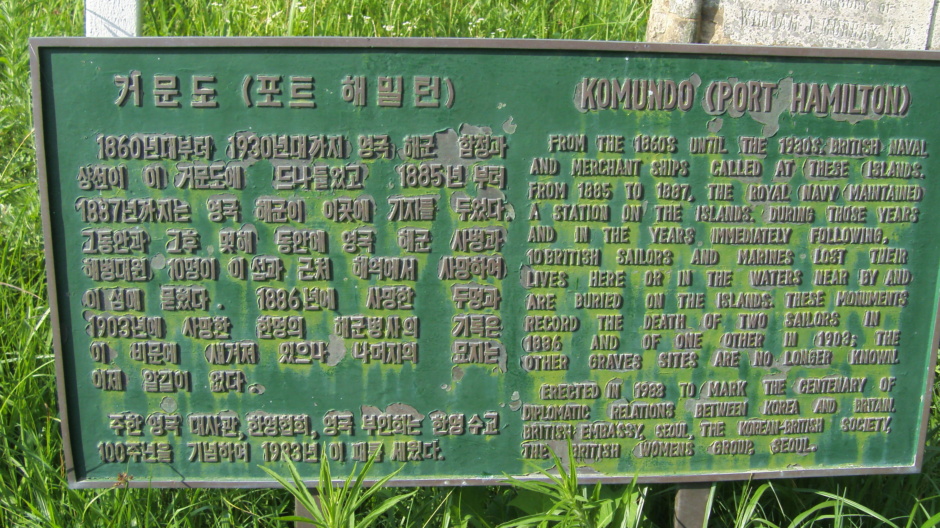 WILLIAM J. MURRAY A.B.
거문도 (포트 해밀턴)
1860년대부터 1930년대까지 영국 해군 함정과
상선이 이 거문도에 드나들었고 1885년 부터
1887년까지는 영국 해군이 이곳에 기지를 두었다.
그동안과 그후 몇해 동안에 영국 해군 사병과
해병대원 10명이 이 섬과 근처 해역에서 사망하여
이 섬에 묻혔다. 1886년에 사망한 두명과
1903년에 사망한 한명의 해군병사의 기록은
이 비문에 새겨져 있으나 나머지의 묘지는
이제 알길이 없다.
주한 영국 대사관, 한영협회, 영국 부인회는 한영 수교
100주년을 기념하여 1983년 이 패를 세웠다.
KOMUNDO (PORT HAMILTON)
FROM THE 1860S UNTIL THE 1930S, BRITISH NAVAL
AND MERCHANT SHIPS CALLED AT THESE ISLANDS.
FROM 1885 TO 1887, THE ROYAL NAVY MAINTAINED
A STATION ON THE ISLANDS. DURING THOSE YEARS
AND IN THE YEARS IMMEDIATELY FOLLOWING,
10 BRITISH SAILORS AND MARINES LOST THEIR
LIVES HERE OR IN THE WATERS NEAR BY AND
ARE BURIED ON THE ISLANDS. THESE MONUMENTS
RECORD THE DEATH OF TWO SAILORS IN
1886 AND OF ONE OTHER IN 1903: THE
OTHER GRAVES SITES ARE NO LONGER KNOWN.
ERECTED IN 1983 TO MARK THE CENTENARY OF
DIPLOMATIC RELATIONS BETWEEN KOREA AND BRITAIN.
BRITISH EMBASSY, SEOUL, THE KOREAN-BRITISH SOCIETY,
THE BRITISH WOMENS GROUP, SEOUL.